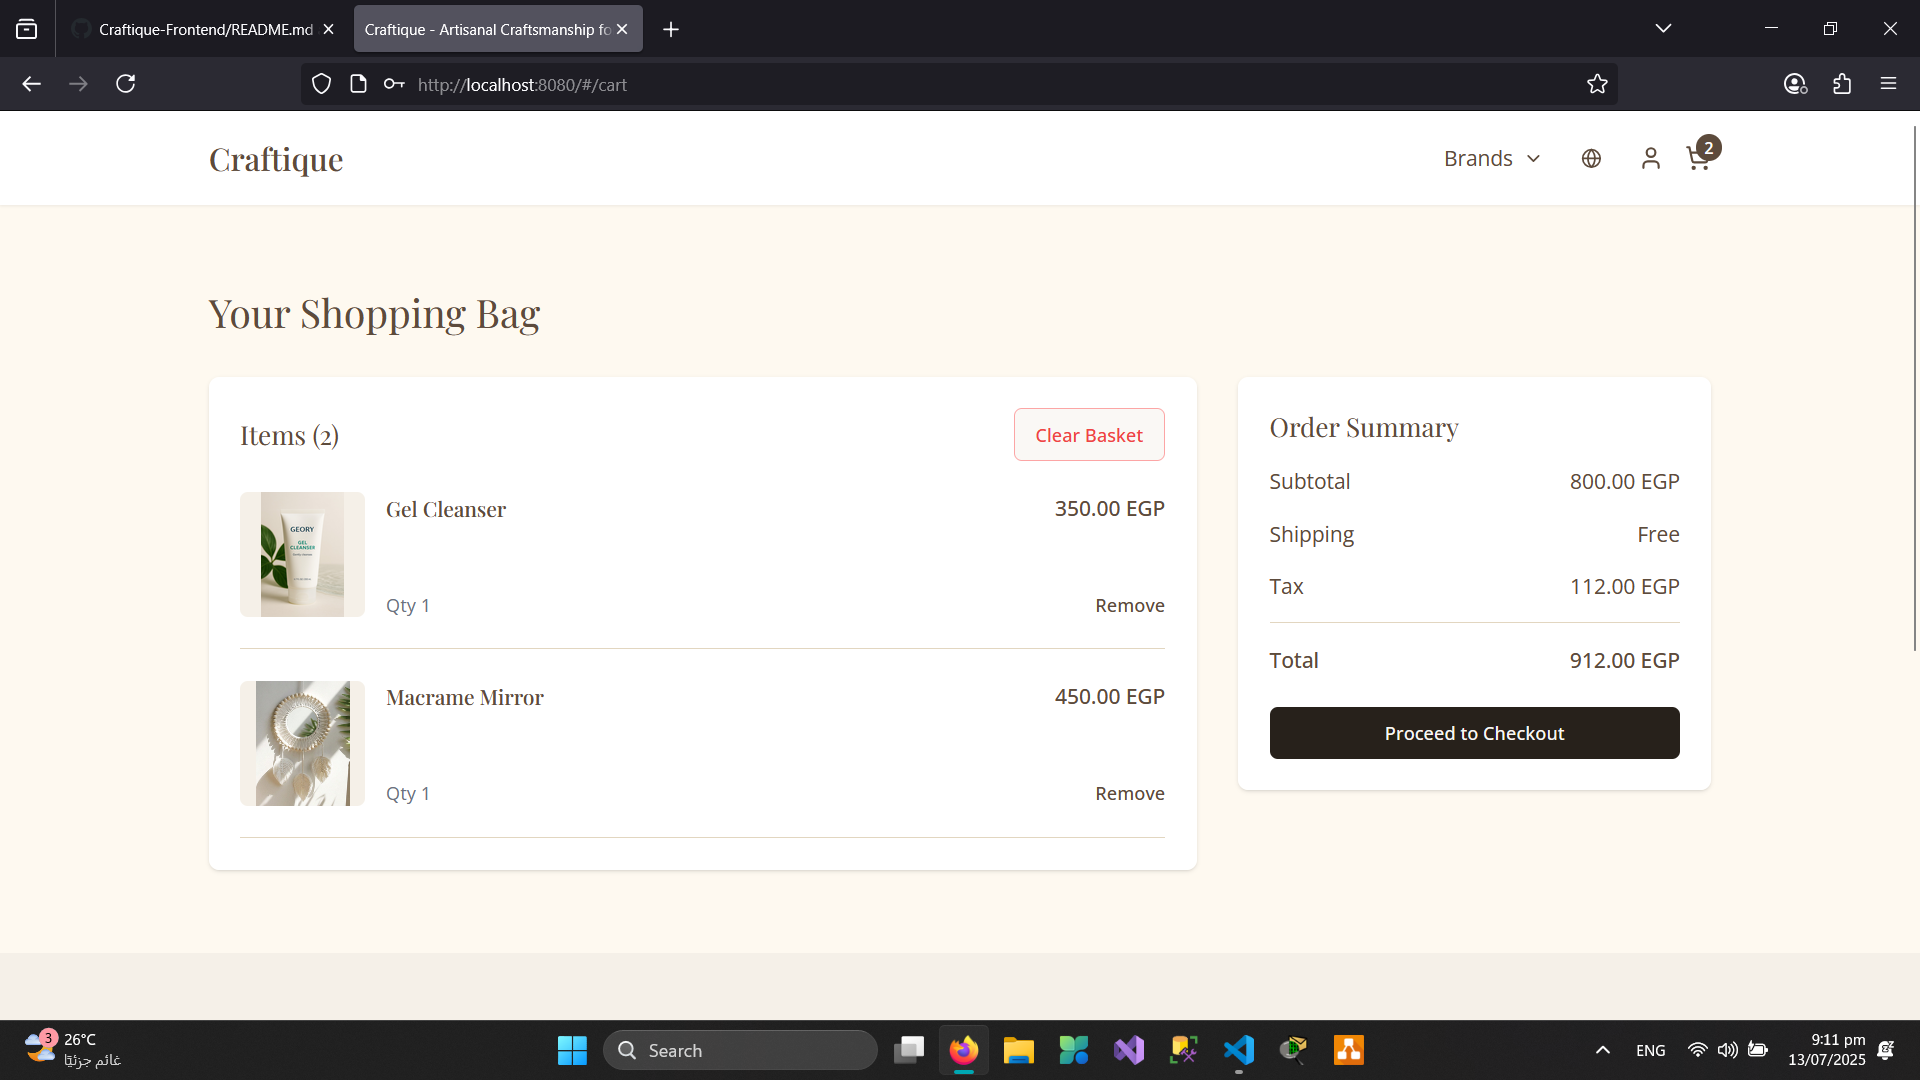 Craftique-Frontend/README.md
Craftique - Artisanal Craftsmanship fo
http://localhost:8080/#/cart
Craftique
Brands
2
Your Shopping Bag
Items (2)
Clear Basket
GEORY
GEL
CLEANSER
Gel Cleanser
350.00 EGP
Qty 1
Remove
Macrame Mirror
450.00 EGP
Qty 1
Remove
Order Summary
Subtotal
800.00 EGP
Shipping
Free
Tax
112.00 EGP
Total
912.00 EGP
Proceed to Checkout
3
26°C
غائم جزئيًا
Search
ENG
9:11 pm
13/07/2025